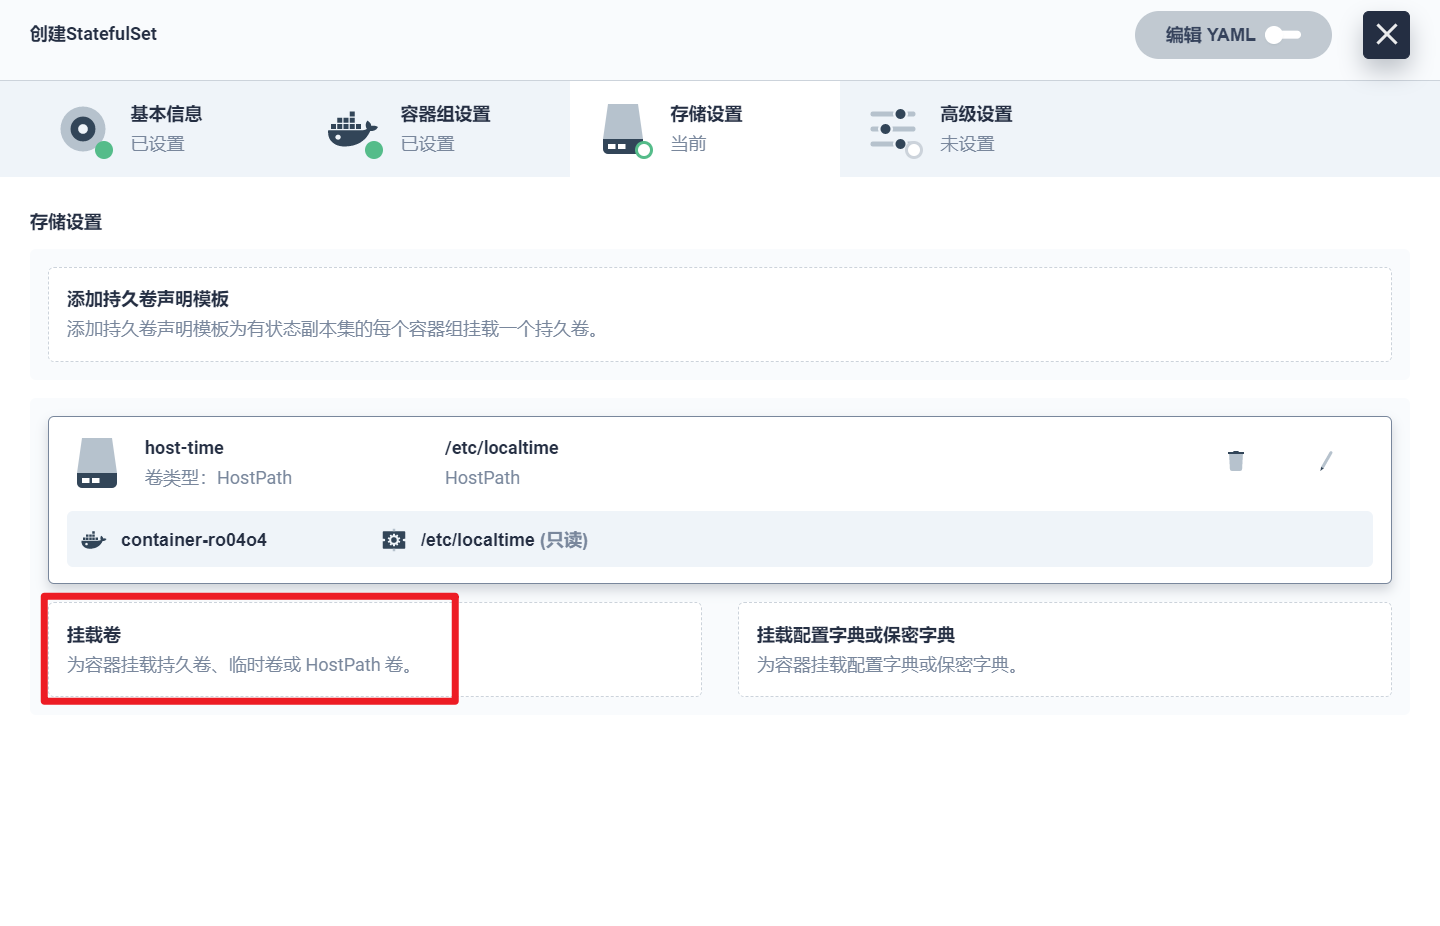 创建StatefulSet
编辑 YAML
基本信息
已设置
容器组设置
已设置
存储设置
当前
高级设置
未设置
存储设置
添加持久卷声明模板
添加持久卷声明模板为有状态副本集的每个容器组挂载一个持久卷。
host-time
卷类型：HostPath
/etc/localtime
HostPath
container-ro04o4
/etc/localtime (只读)
挂载卷
为容器挂载持久卷、临时卷或 HostPath 卷。
挂载配置字典或保密字典
为容器挂载配置字典或保密字典。